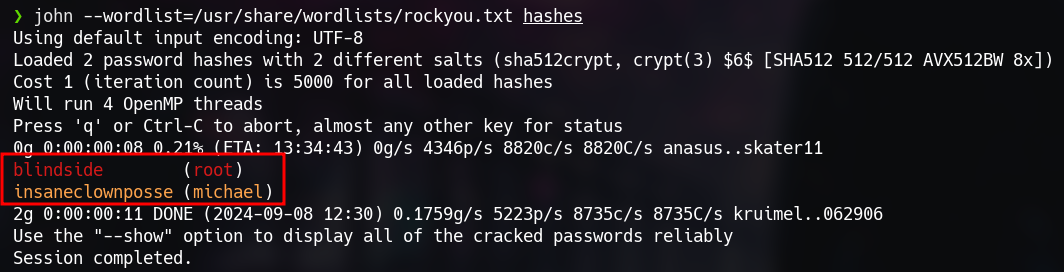 ❯ john --wordlist=/usr/share/wordlists/rockyou.txt hashes
Using default input encoding: UTF-8
Loaded 2 password hashes with 2 different salts (sha512crypt, crypt(3) $6$ [SHA512 512/512 AVX512BW 8x])
Cost 1 (iteration count) is 5000 for all loaded hashes
Will run 4 OpenMP threads
Press 'q' or Ctrl-C to abort, almost any other key for status
0g 0:00:00:08 0.21% (ETA: 13:34:43) 0g/s 4346p/s 8820c/s 8820C/s anasus..skater11
blindside        (root)
insaneclownposse (michael)
2g 0:00:00:11 DONE (2024-09-08 12:30) 0.1759g/s 5223p/s 8735c/s 8735C/s kruimel..062906
Use the "--show" option to display all of the cracked passwords reliably
Session completed.